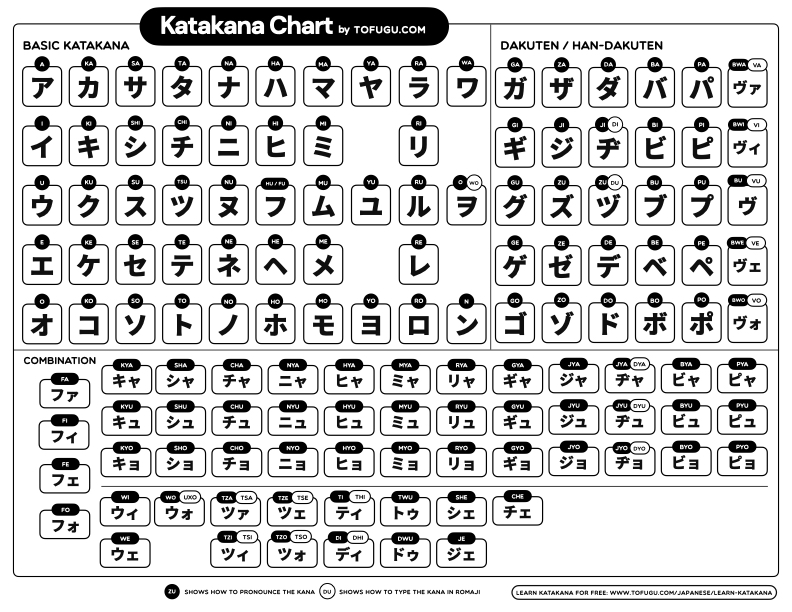 Katakana Chart by TOFUGU.COM
BASIC KATAKANA
DAKUTEN / HAN-DAKUTEN
A KA SA TA NA HA MA YA RA WA GA ZA DA BA PA BWA VA
ア カ サ タ ナ ハ マ ヤ ラ ワ ガ ザ ダ バ パ ヴァ
I KI SHI CHI NI HI MI RI GI JI JI DI BI PI BWI VI
イ キ シ チ ニ ヒ ミ リ ギ ジ ヂ ビ ピ ヴィ
U KU SU TSU NU HU / FU MU YU RU O WO GU ZU ZU DU BU PU BU VU
ウ ク ス ツ ヌ フ ム ユ ル ヲ グ ズ ヅ ブ プ ヴ
E KE SE TE NE HE ME RE GE ZE DE BE PE BWE VE
エ ケ セ テ ネ ヘ メ レ ゲ ゼ デ ベ ペ ヴェ
O KO SO TO NO HO MO YO RO N GO ZO DO BO PO BWO VO
オ コ ソ ト ノ ホ モ ヨ ロ ン ゴ ゾ ド ボ ポ ヴォ
COMBINATION
KYA SHA CHA NYA HYA MYA RYA GYA JYA JYA DYA BYA PYA
キャ シャ チャ ニャ ヒャ ミャ リャ ギャ ジャ ヂャ ビャ ピャ
FA
ファ
KYU SHU CHU NYU HYU MYU RYU GYU JYU JYU DYU BYU PYU
キュ シュ チュ ニュ ヒュ ミュ リュ ギュ ジュ ヂュ ビュ ピュ
FI
フィ
KYO SHO CHO NYO HYO MYO RYO GYO JYO JYO DYO BYO PYO
キョ ショ チョ ニョ ヒョ ミョ リョ ギョ ジョ ヂョ ビョ ピョ
FE
フェ
WI WO UXO TZA TSA TZE TSE TI THI TWU SHE CHE
ウィ ウォ ツァ ツェ ティ トゥ シェ チェ
FO
フォ
WE TZI TSI TZO TSO DI DHI DWU JE
ウェ ツィ ツォ ディ ドゥ ジェ
ZU SHOWS HOW TO PRONOUNCE THE KANA DU SHOWS HOW TO TYPE THE KANA IN ROMAJI
LEARN KATAKANA FOR FREE: WWW.TOFUGU.COM/JAPANESE/LEARN-KATAKANA